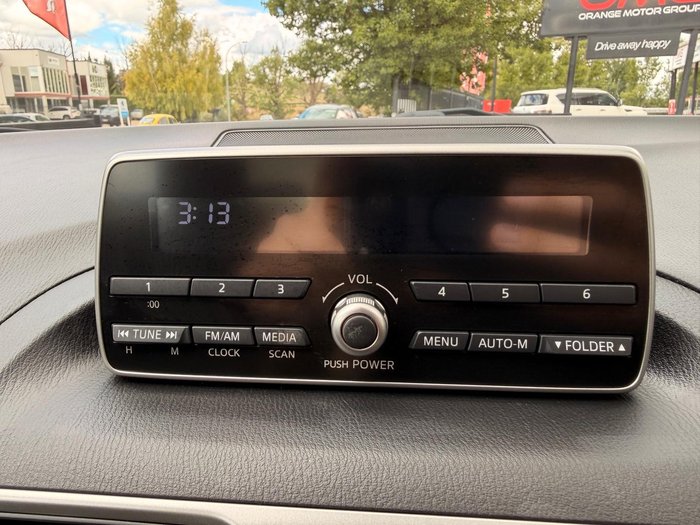 ORANGE MOTOR GROUP
Drive away happy
3:13
1
2
3
VOL
4
5
6
:00
TUNE
FM/AM
MEDIA
MENU
AUTO-M
FOLDER
H
M
CLOCK
SCAN
PUSH POWER